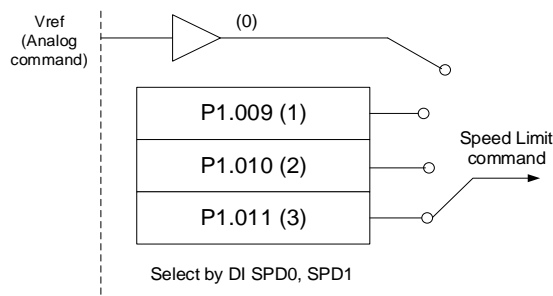 Vref
(Analog
command)
(0)
P1.009 (1)
P1.010 (2)
P1.011 (3)
Speed Limit
command
Select by DI SPD0, SPD1